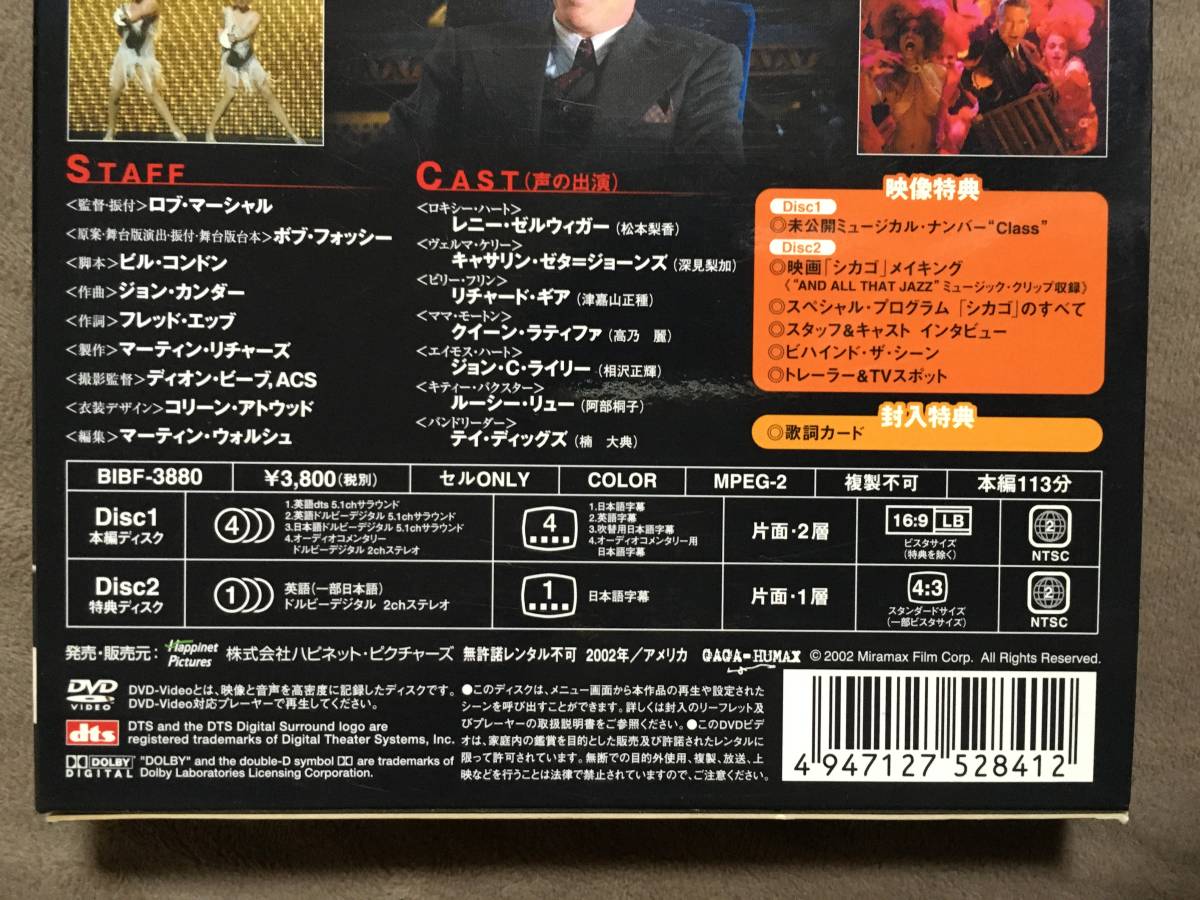 STAFF
<監督・振付>ロブ・マーシャル
<原案・舞台版演出・振付・舞台版台本>ボブ・フォッシー
<脚本>ビル・コンドン
<作曲>ジョン・カンダー
<作詞>フレッド・エッブ
<製作>マーティン・リチャーズ
<撮影監督>ディオン・ビーブ,ACS
<衣装デザイン>コリーン・アトウッド
<編集>マーティン・ウォルシュ
CAST(声の出演)
<ロキシー・ハート>
レニー・ゼルウィガー(松本梨香)
<ヴェルマ・ケリー>
キャサリン・ゼタ=ジョーンズ(深見梨加)
<ビリー・フリン>
リチャード・ギア(津嘉山正種)
<ママ・モートン>
クイーン・ラティファ(高乃 麗)
<エイモス・ハート>
ジョン・C・ライリー(相沢正輝)
<キティー・バクスター>
ルーシー・リュー(阿部桐子)
<バンドリーダー>
テイ・ディッグズ(楠 大典)
映像特典
Disc1
◎未公開ミュージカル・ナンバー“Class”
Disc2
◎映画「シカゴ」メイキング
《“AND ALL THAT JAZZ”ミュージック・クリップ収録》
◎スペシャル・プログラム「シカゴ」のすべて
◎スタッフ&キャスト インタビュー
◎ビハインド・ザ・シーン
◎トレーラー&TVスポット
封入特典
◎歌詞カード
BIBF-3880 ¥3,800(税別) セルONLY COLOR MPEG-2 複製不可 本編113分
Disc1
本編ディスク
4
1.英語dts 5.1chサラウンド
2.英語ドルビーデジタル 5.1chサラウンド
3.日本語ドルビーデジタル 5.1chサラウンド
4.オーディオコメンタリー
ドルビーデジタル 2chステレオ
4
1.日本語字幕
2.英語字幕
3.吹替用日本語字幕
4.オーディオコメンタリー用
日本語字幕
片面・2層
16:9 LB
ビスタサイズ
(特典を除く)
2
NTSC
Disc2
特典ディスク
1
英語(一部日本語)
ドルビーデジタル 2chステレオ
1
日本語字幕
片面・1層
4:3
スタンダードサイズ
(一部ビスタサイズ)
2
NTSC
発売・販売元: Happinet Pictures 株式会社ハピネット・ピクチャーズ 無許諾レンタル不可 2002年/アメリカ GAGA-HUMAX © 2002 Miramax Film Corp. All Rights Reserved.
DVD VIDEO
DVD-Videoとは、映像と音声を高密度に記録したディスクです。
DVD-Video対応プレーヤーで再生してください。
dts
DTS and the DTS Digital Surround logo are
registered trademarks of Digital Theater Systems, Inc.
DOLBY DIGITAL
"DOLBY" and the double-D symbol are trademarks of
Dolby Laboratories Licensing Corporation.
●このディスクは、メニュー画面から本作品の再生や設定された
シーンを呼び出すことができます。詳しくは封入のリーフレット及
びプレーヤーの取扱説明書をご参照ください。●このDVDビデ
オは、家庭内の鑑賞を目的とした販売及び許諾されたレンタルに
限って許可されています。無断での目的外使用、複製、放送、上
映などを行うことは法律で禁止されていますので、ご注意ください。
4 947127 528412